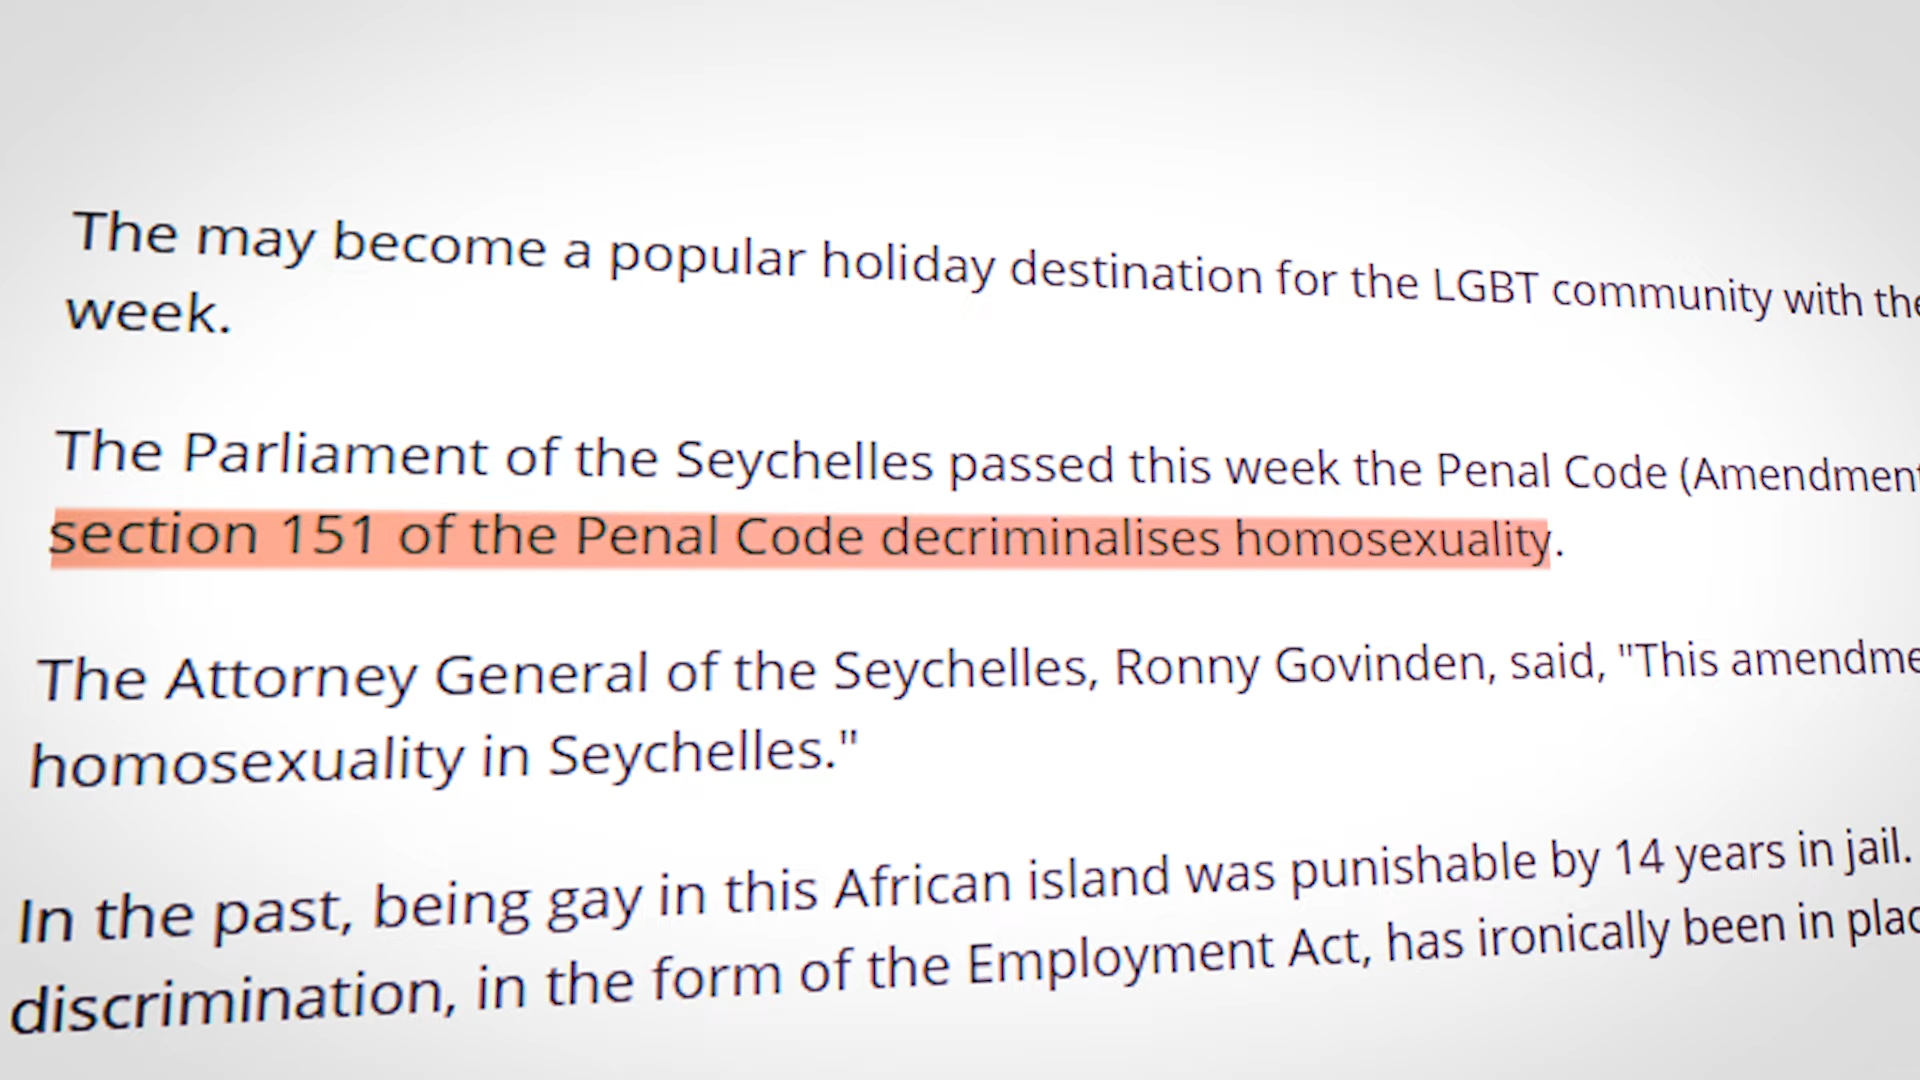 The may become a popular holiday destination for the LGBT community with the
week.
The Parliament of the Seychelles passed this week the Penal Code (Amendment
section 151 of the Penal Code decriminalises homosexuality.
The Attorney General of the Seychelles, Ronny Govinden, said, "This amendme
homosexuality in Seychelles."
In the past, being gay in this African island was punishable by 14 years in jail.
discrimination, in the form of the Employment Act, has ironically been in plac